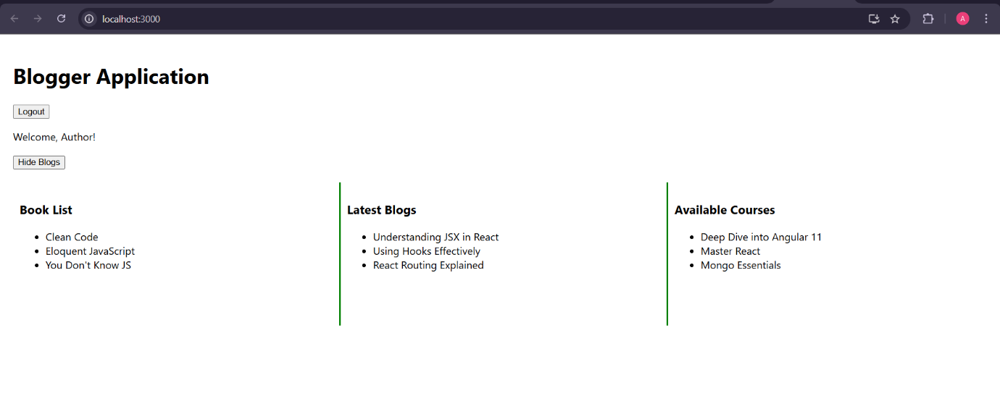 localhost:3000
A
Blogger Application
Logout
Welcome, Author!
Hide Blogs
Book List
Clean Code
Eloquent JavaScript
You Don't Know JS
Latest Blogs
Understanding JSX in React
Using Hooks Effectively
React Routing Explained
Available Courses
Deep Dive into Angular 11
Master React
Mongo Essentials